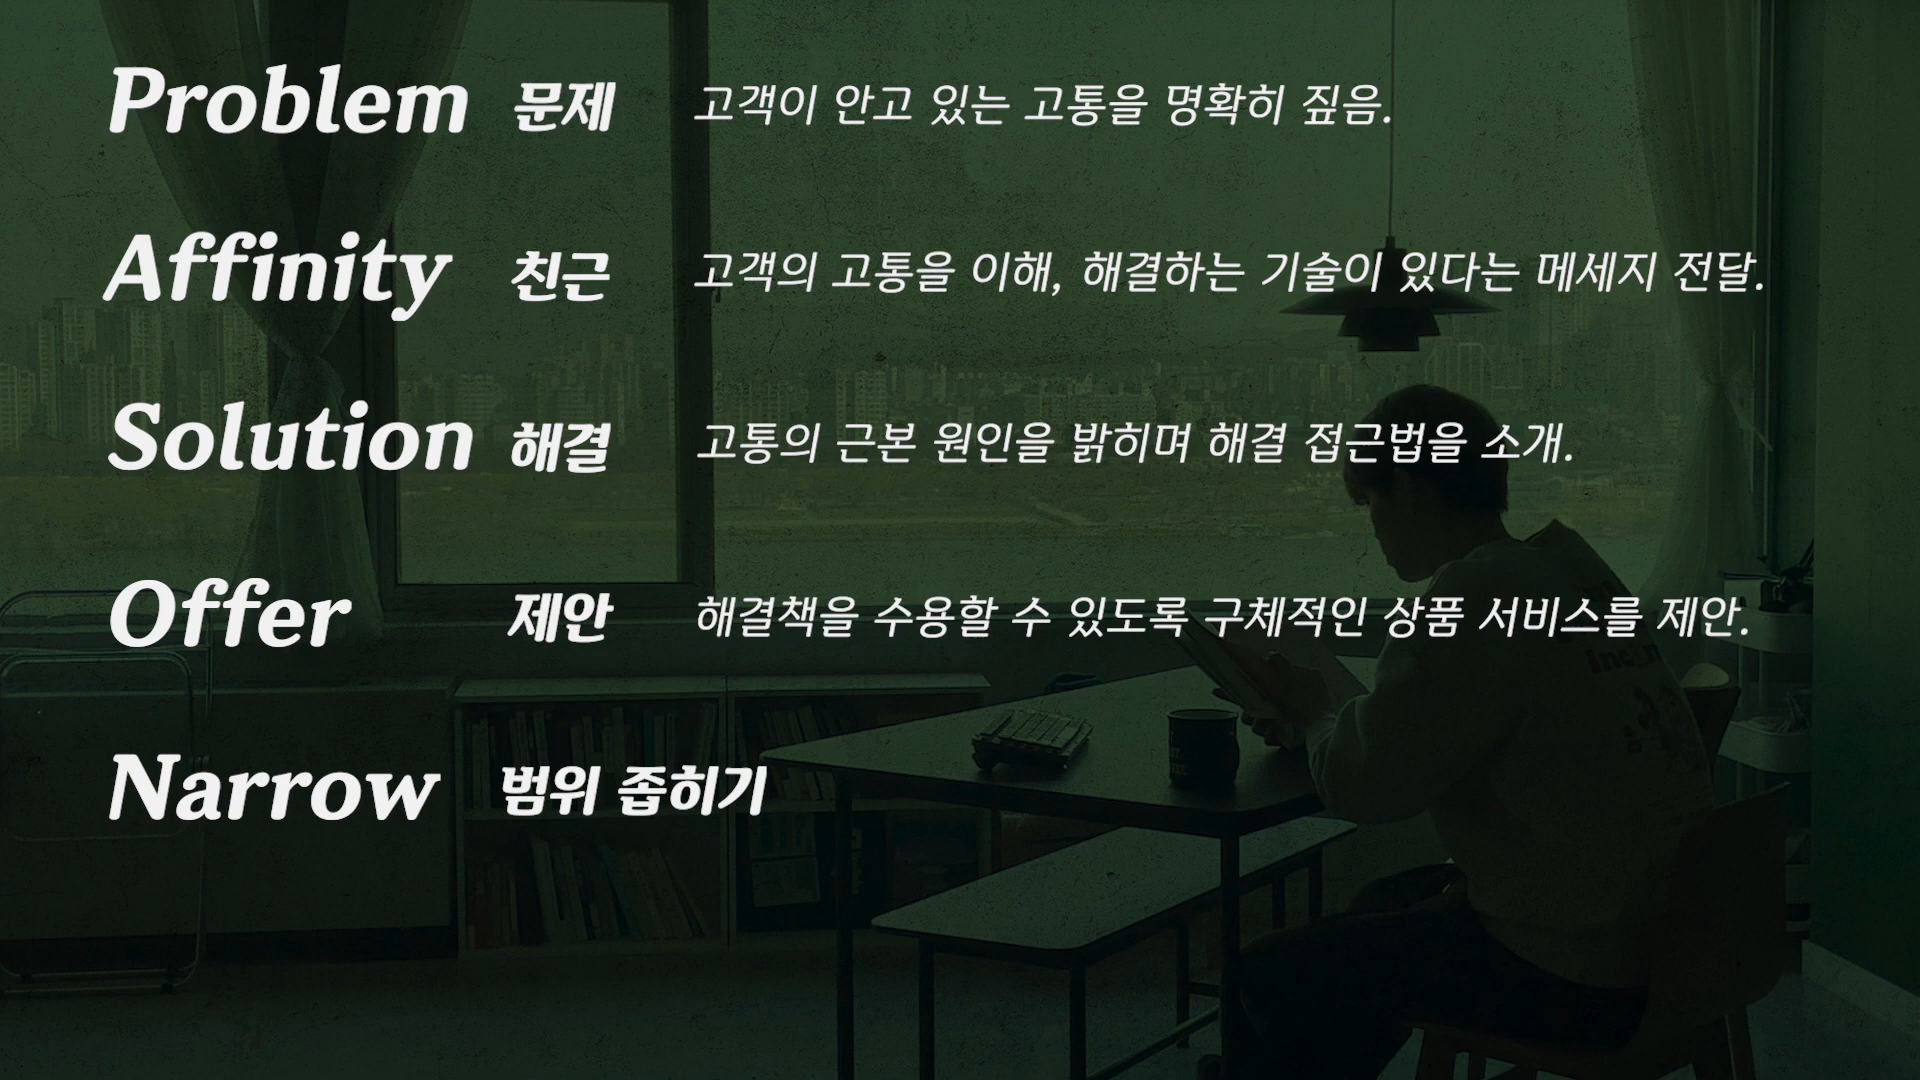 Problem 문제 고객이 안고 있는 고통을 명확히 짚음.
Affinity 친근 고객의 고통을 이해, 해결하는 기술이 있다는 메세지 전달.
Solution 해결 고통의 근본 원인을 밝히며 해결 접근법을 소개.
Offer 제안 해결책을 수용할 수 있도록 구체적인 상품 서비스를 제안.
Narrow 범위 좁히기